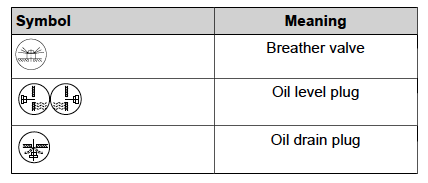 Symbol Meaning
Breather valve
Oil level plug
Oil drain plug